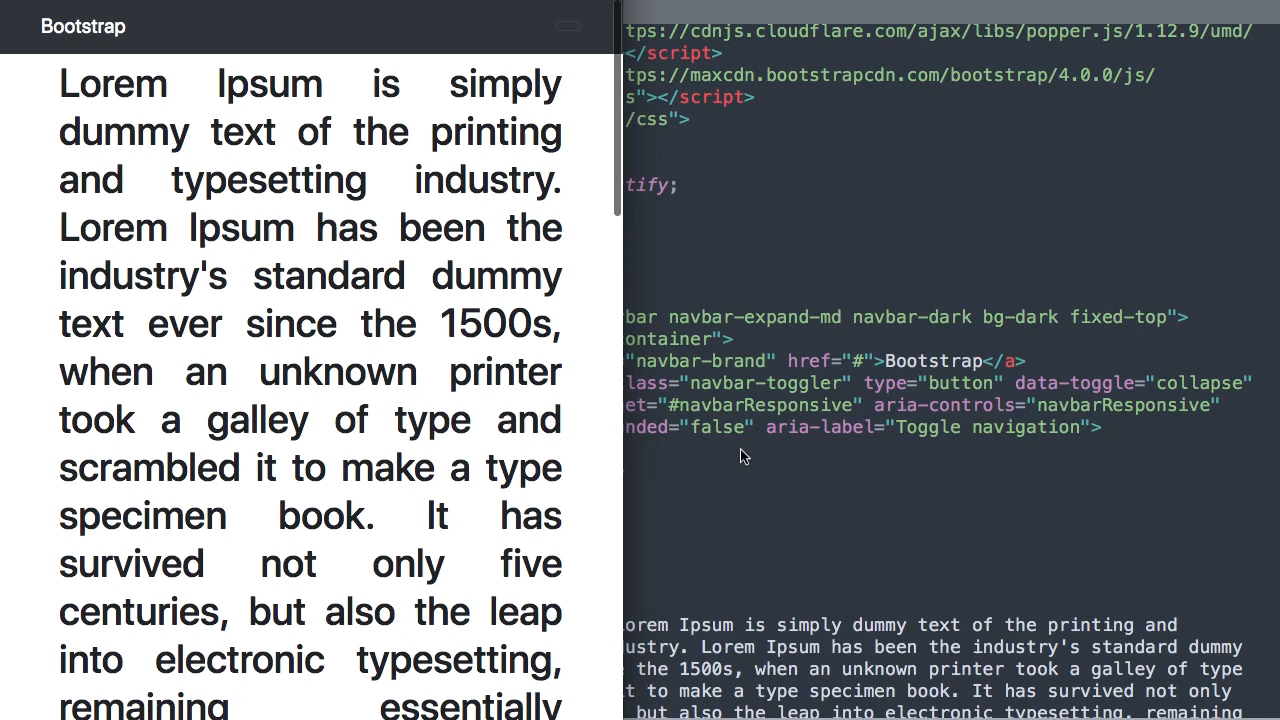 Bootstrap
Lorem Ipsum is simply
dummy text of the printing
and typesetting industry.
Lorem Ipsum has been the
industry's standard dummy
text ever since the 1500s,
when an unknown printer
took a galley of type and
scrambled it to make a type
specimen book. It has
survived not only five
centuries, but also the leap
into electronic typesetting,
remaining essentially
tps://cdnjs.cloudflare.com/ajax/libs/popper.js/1.12.9/umd/
</script>
tps://maxcdn.bootstrapcdn.com/bootstrap/4.0.0/js/
s"></script>
/css">
tify;
bar navbar-expand-md navbar-dark bg-dark fixed-top">
ontainer">
"navbar-brand" href="#">Bootstrap</a>
lass="navbar-toggler" type="button" data-toggle="collapse"
et="#navbarResponsive" aria-controls="navbarResponsive"
nded="false" aria-label="Toggle navigation">
orem Ipsum is simply dummy text of the printing and
ustry. Lorem Ipsum has been the industry's standard dummy
the 1500s, when an unknown printer took a galley of type
t to make a type specimen book. It has survived not only
but also the leap into electronic typesetting, remaining